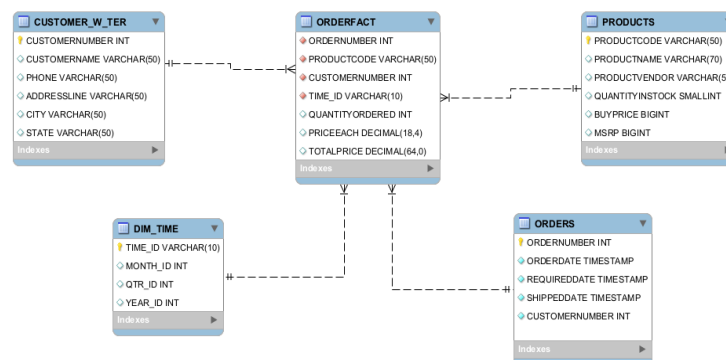 CUSTOMER_W_TER
CUSTOMERNUMBER INT
CUSTOMERNAME VARCHAR(50)
PHONE VARCHAR(50)
ADDRESSLINE VARCHAR(50)
CITY VARCHAR(50)
STATE VARCHAR(50)
Indexes
ORDERFACT
ORDERNUMBER INT
PRODUCTCODE VARCHAR(50)
CUSTOMERNUMBER INT
TIME_ID VARCHAR(10)
QUANTITYORDERED INT
PRICEEACH DECIMAL(18,4)
TOTALPRICE DECIMAL(64,0)
Indexes
PRODUCTS
PRODUCTCODE VARCHAR(50)
PRODUCTNAME VARCHAR(70)
PRODUCTVENDOR VARCHAR(5
QUANTITYINSTOCK SMALLINT
BUYPRICE BIGINT
MSRP BIGINT
Indexes
DIM_TIME
TIME_ID VARCHAR(10)
MONTH_ID INT
QTR_ID INT
YEAR_ID INT
Indexes
ORDERS
ORDERNUMBER INT
ORDERDATE TIMESTAMP
REQUIREDDATE TIMESTAMP
SHIPPEDDATE TIMESTAMP
CUSTOMERNUMBER INT
Indexes